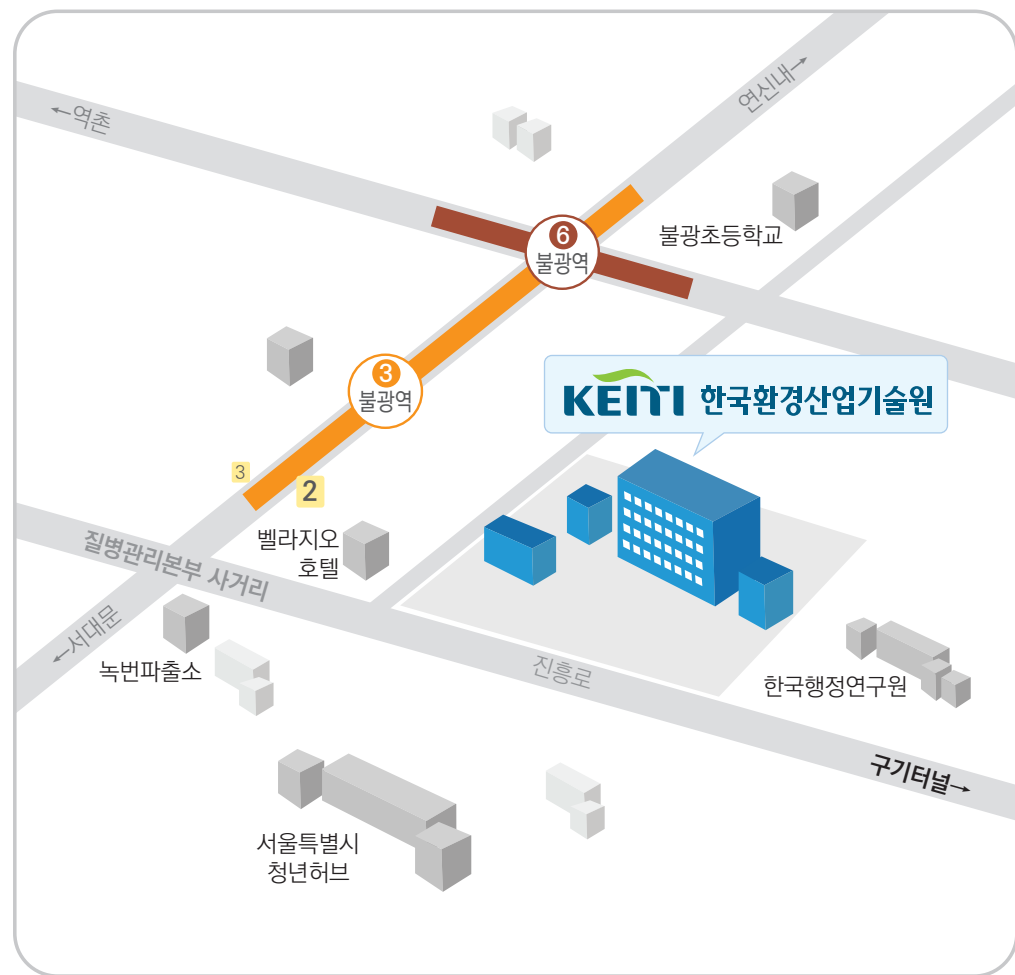 연신내→
←역촌
6
불광역
불광초등학교
3
불광역
KEITI 한국환경산업기술원
3
2
벨라지오
호텔
질병관리본부 사거리
←서대문
녹번파출소
진흥로
한국행정연구원
구기터널→
서울특별시
청년허브